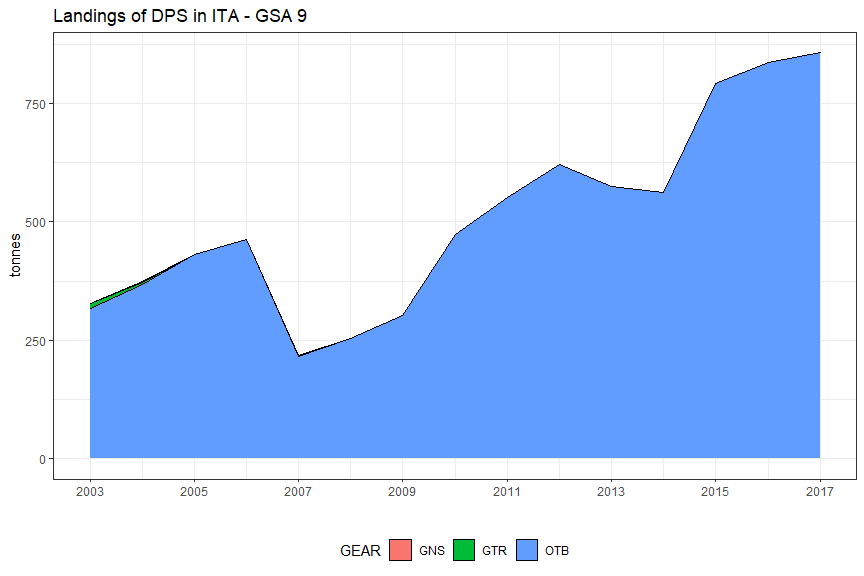 Landings of DPS in ITA - GSA 9
tonnes
750
500
250
0
2003 2005 2007 2009 2011 2013 2015 2017
GEAR GNS GTR OTB